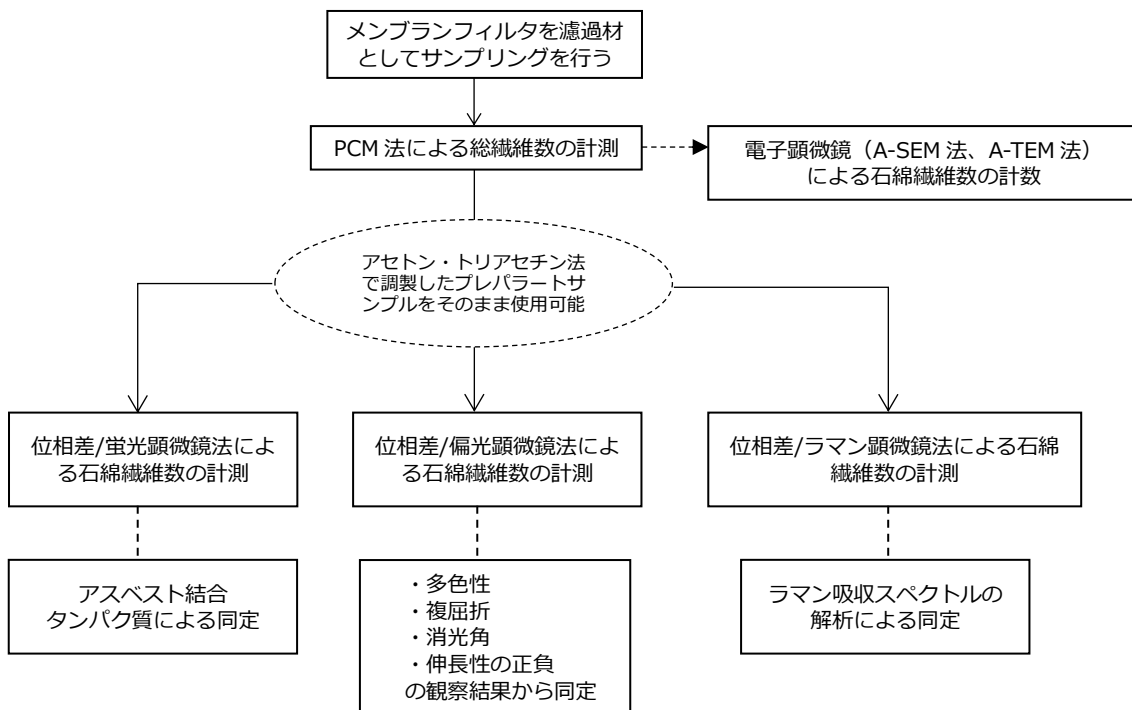 メンブランフィルタを濾過材
としてサンプリングを行う
PCM 法による総繊維数の計測
電子顕微鏡（A-SEM 法、A-TEM 法）
による石綿繊維数の計数
アセトン・トリアセチン法
で調製したプレパラートサ
ンプルをそのまま使用可能
位相差/蛍光顕微鏡法によ
る石綿繊維数の計測
位相差/偏光顕微鏡法によ
る石綿繊維数の計測
位相差/ラマン顕微鏡法による石綿
繊維数の計測
アスベスト結合
タンパク質による同定
・多色性
・複屈折
・消光角
・伸長性の正負
の観察結果から同定
ラマン吸収スペクトルの
解析による同定